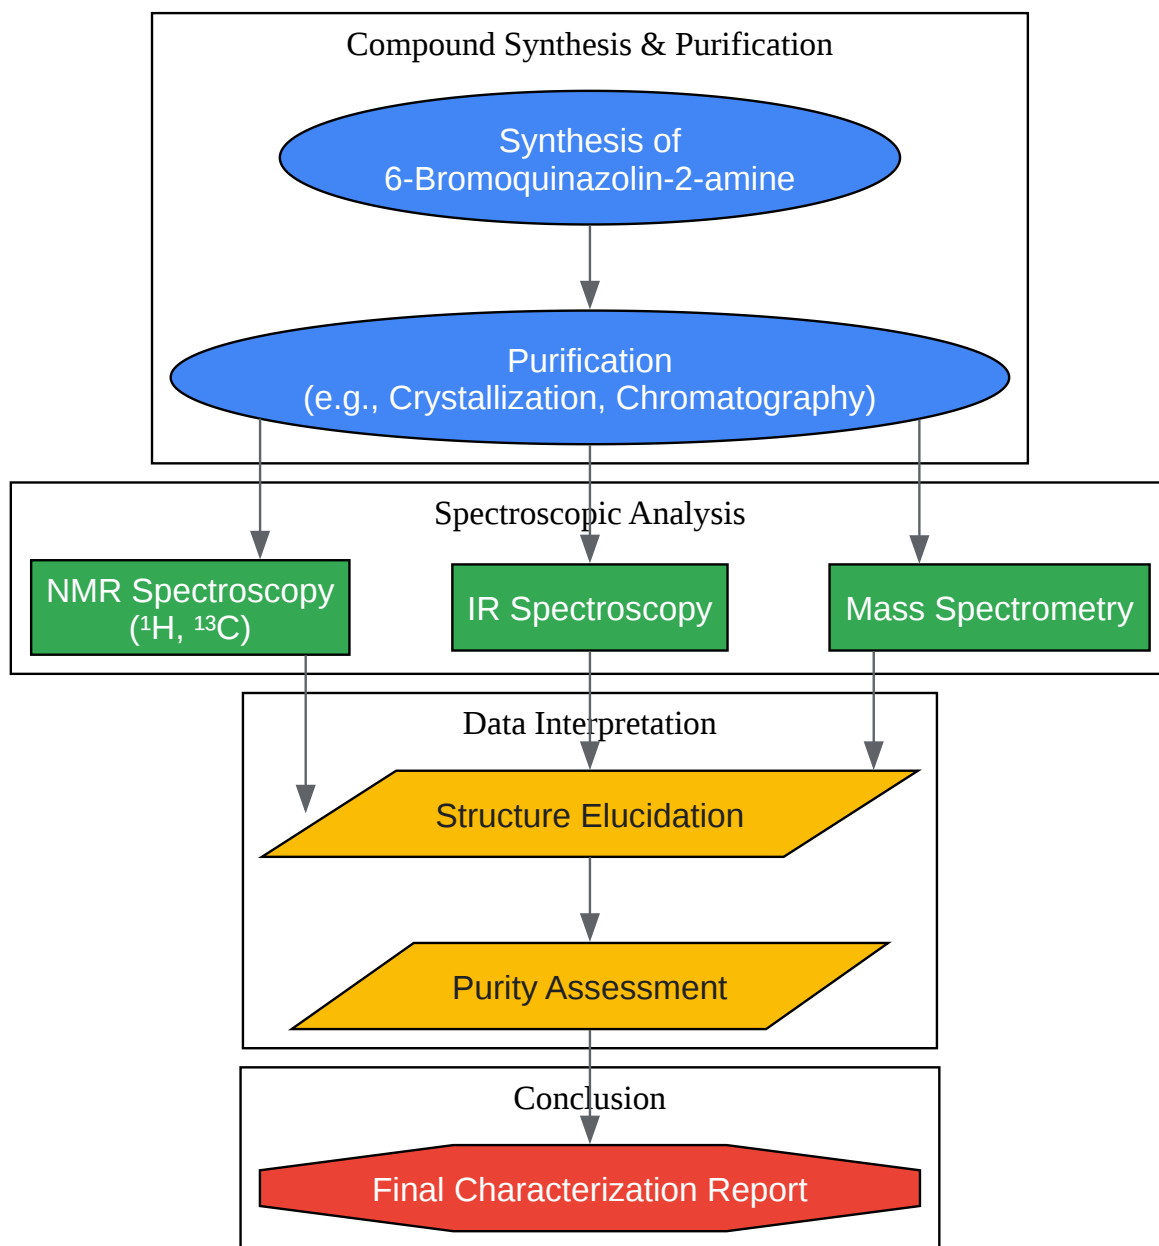 Compound Synthesis & Purification
Synthesis of
6-Bromoquinazolin-2-amine
Purification
(e.g., Crystallization, Chromatography)
Spectroscopic Analysis
NMR Spectroscopy
(¹H, ¹³C)
IR Spectroscopy
Mass Spectrometry
Data Interpretation
Structure Elucidation
Purity Assessment
Conclusion
Final Characterization Report